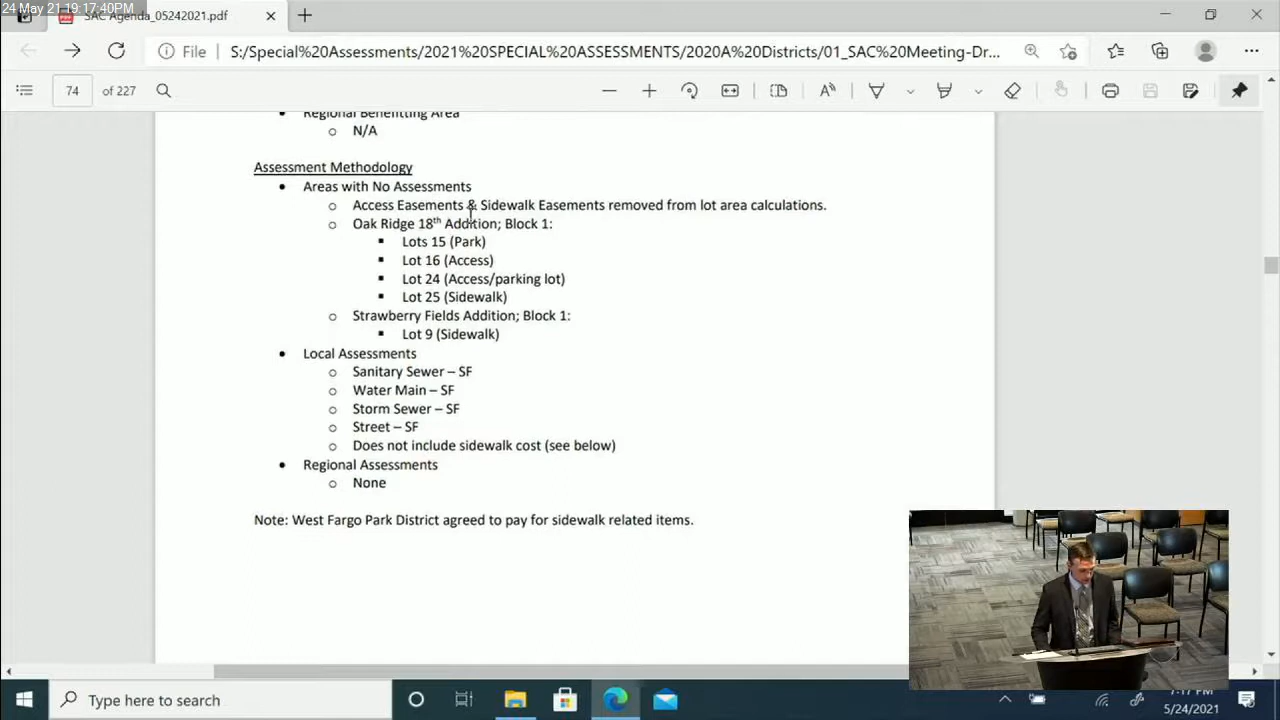 24 May 21 19:17:40PM
SAC Agenda_05242021.pdf
File
S:/Special%20Assessments/2021%20SPECIAL%20ASSESSMENTS/2020A%20Districts/01_SAC%20Meeting-Dr...
74 of 227
Regional Benefitting Area
N/A
Assessment Methodology
Areas with No Assessments
Access Easements & Sidewalk Easements removed from lot area calculations.
Oak Ridge 18th Addition; Block 1:
Lots 15 (Park)
Lot 16 (Access)
Lot 24 (Access/parking lot)
Lot 25 (Sidewalk)
Strawberry Fields Addition; Block 1:
Lot 9 (Sidewalk)
Local Assessments
Sanitary Sewer – SF
Water Main – SF
Storm Sewer – SF
Street – SF
Does not include sidewalk cost (see below)
Regional Assessments
None
Note: West Fargo Park District agreed to pay for sidewalk related items.
Type here to search
7:17 PM
5/24/2021